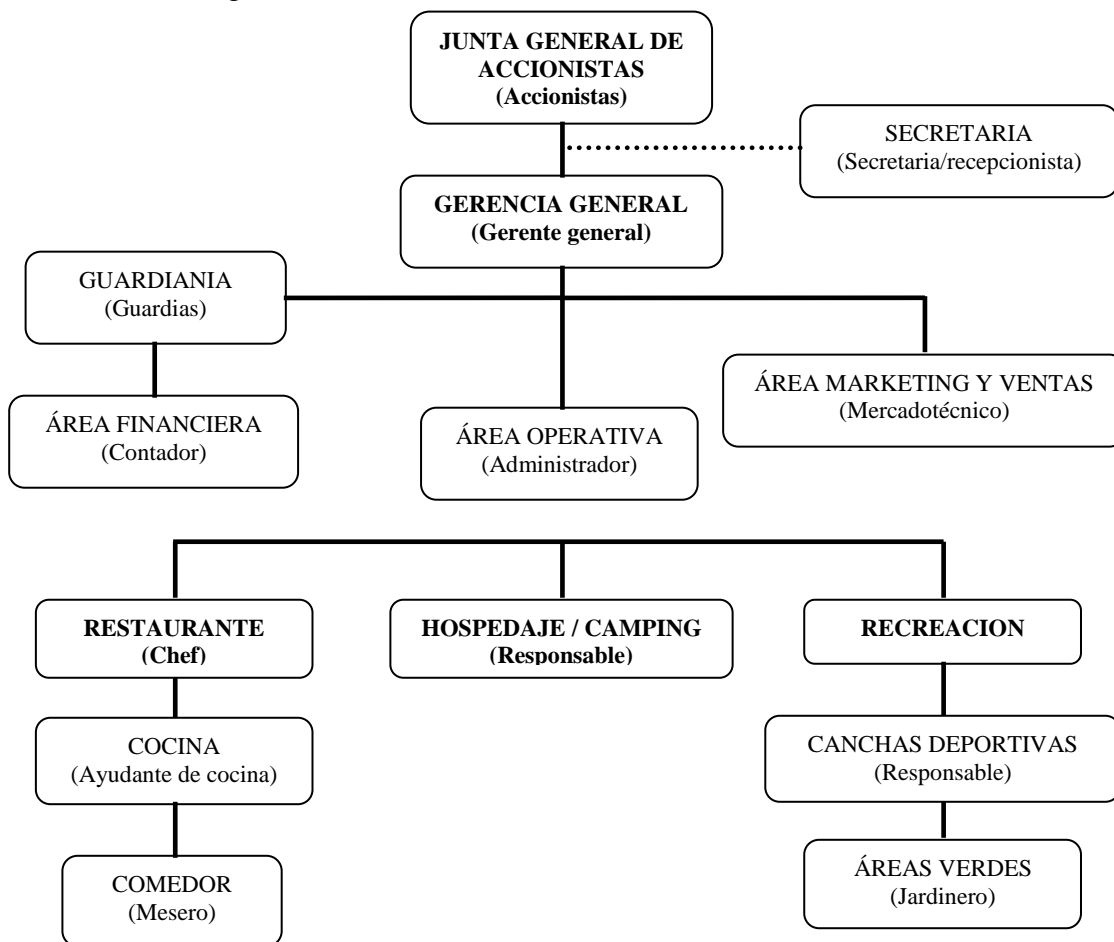 JUNTA GENERAL DE
ACCIONISTAS
(Accionistas)
SECRETARIA
(Secretaria/recepcionista)
GERENCIA GENERAL
(Gerente general)
GUARDIANIA
(Guardias)
ÁREA MARKETING Y VENTAS
(Mercadotécnico)
ÁREA FINANCIERA
(Contador)
ÁREA OPERATIVA
(Administrador)
RESTAURANTE
(Chef)
HOSPEDAJE / CAMPING
(Responsable)
RECREACION
COCINA
(Ayudante de cocina)
CANCHAS DEPORTIVAS
(Responsable)
COMEDOR
(Mesero)
ÁREAS VERDES
(Jardinero)